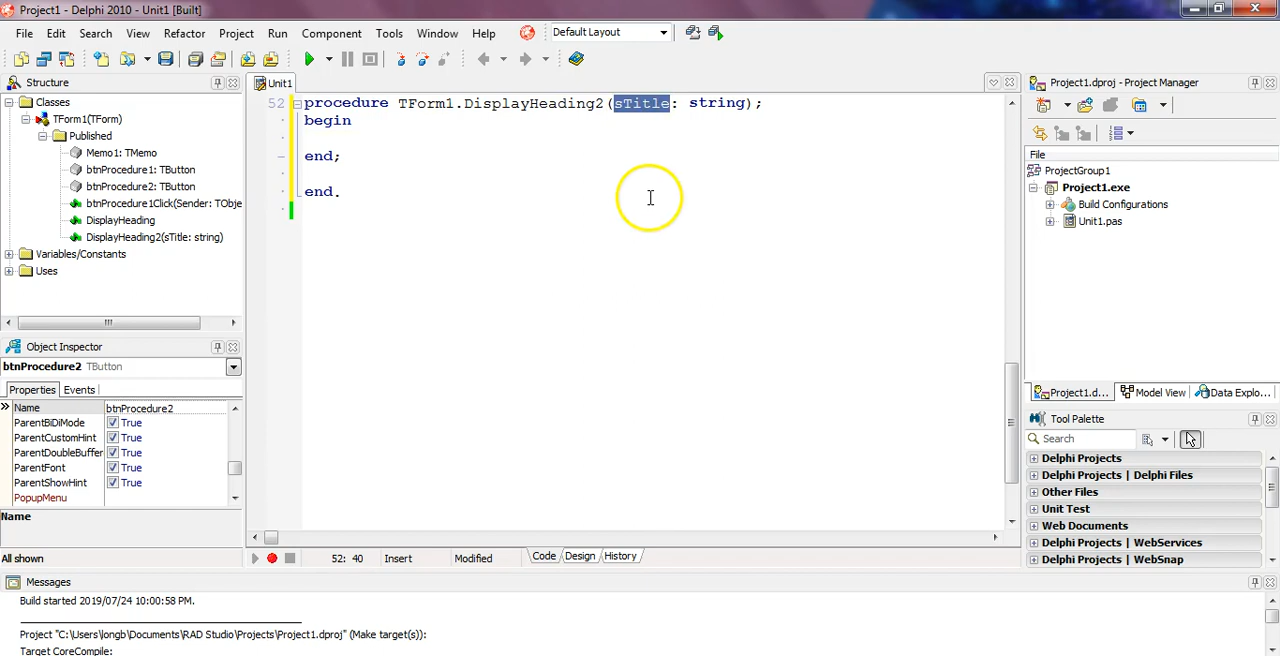 Project1 - Delphi 2010 - Unit1 [Built]
File Edit Search View Refactor Project Run Component Tools Window Help Default Layout
Structure
Classes
TForm1(TForm)
Published
Memo1: TMemo
btnProcedure1: TButton
btnProcedure2: TButton
btnProcedure1Click(Sender: TObje
DisplayHeading
DisplayHeading2(sTitle: string)
Variables/Constants
Uses
Object Inspector
btnProcedure2 TButton
Properties Events
Name btnProcedure2
ParentBiDiMode True
ParentCustomHint True
ParentDoubleBuffer True
ParentFont True
ParentShowHint True
PopupMenu
Name
All shown
Unit1
52 procedure TForm1.DisplayHeading2(sTitle: string);
begin
end;
end.
52: 40 Insert Modified Code Design History
Project1.dproj - Project Manager
File
ProjectGroup1
Project1.exe
Build Configurations
Unit1.pas
Project1.d... Model View Data Explo...
Tool Palette
Search
Delphi Projects
Delphi Projects | Delphi Files
Other Files
Unit Test
Web Documents
Delphi Projects | WebServices
Delphi Projects | WebSnap
Messages
Build started 2019/07/24 10:00:58 PM.
Project "C:\Users\longb\Documents\RAD Studio\Projects\Project1.dproj" (Make target(s)):
Target CoreCompile: